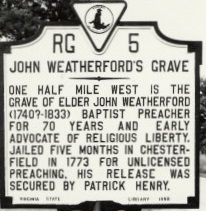 RG 5
JOHN WEATHERFORD'S GRAVE
ONE HALF MILE WEST IS THE
GRAVE OF ELDER JOHN WEATHERFORD
(1740?-1833) BAPTIST PREACHER
FOR 70 YEARS AND EARLY
ADVOCATE OF RELIGIOUS LIBERTY.
JAILED FIVE MONTHS IN CHESTER-
FIELD IN 1773 FOR UNLICENSED
PREACHING, HIS RELEASE WAS
SECURED BY PATRICK HENRY.
VIRGINIA STATE LIBRARY